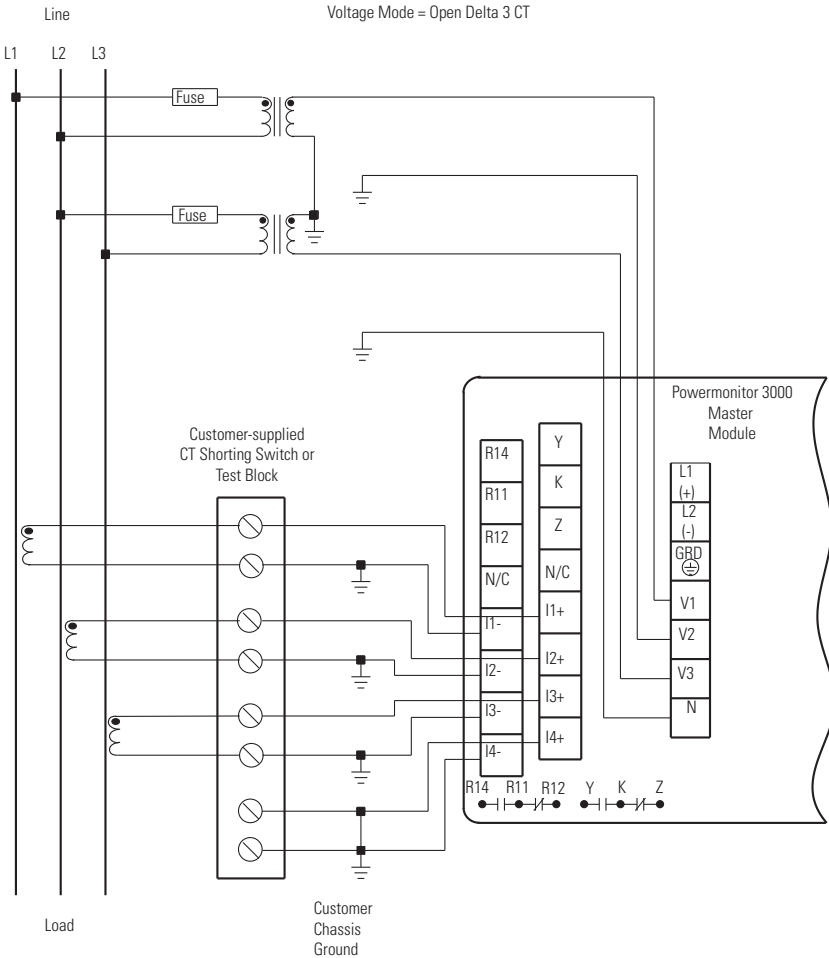 Line
Voltage Mode = Open Delta 3 CT
L1 L2 L3
Fuse
Fuse
Powermonitor 3000
Master
Module
Customer-supplied
CT Shorting Switch or
Test Block
R14
R11
R12
N/C
I1-
I2-
I3-
I4-
Y
K
Z
N/C
I1+
I2+
I3+
I4+
L1
(+)
L2
(-)
GRD
V1
V2
V3
N
R14 R11 R12 Y K Z
Load
Customer
Chassis
Ground